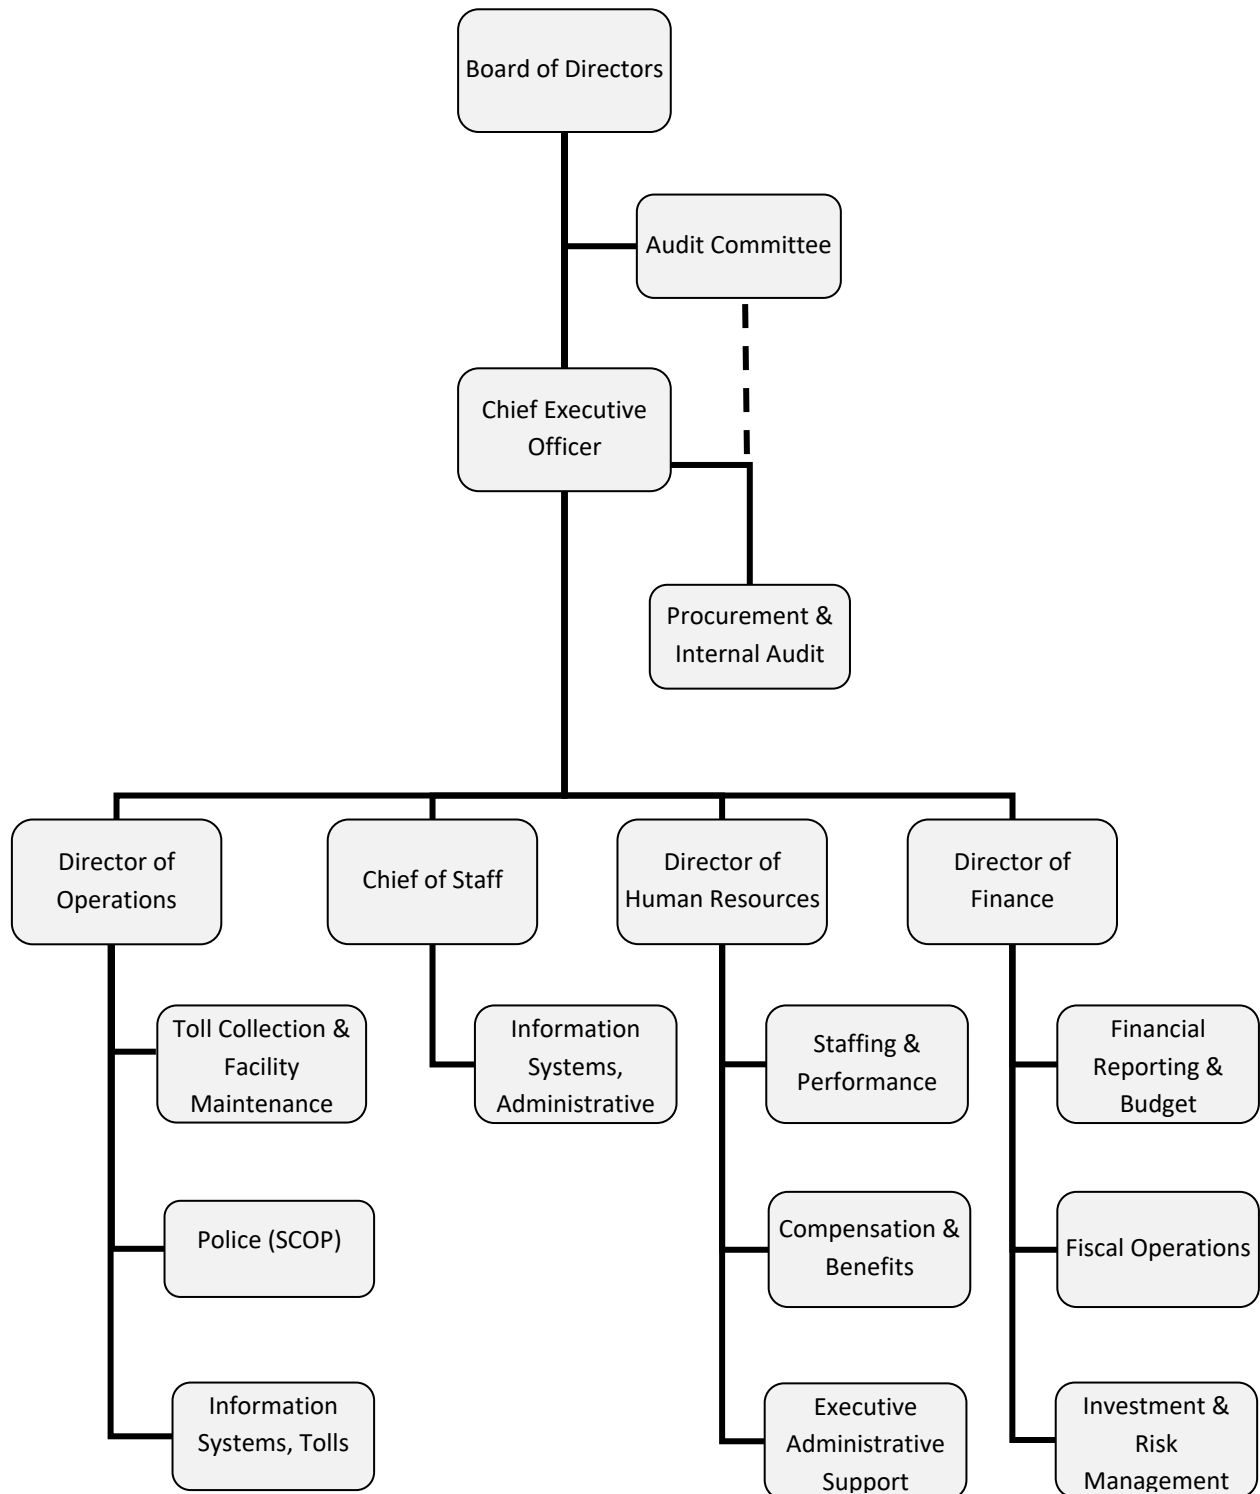 Board of Directors
Audit Committee
Chief Executive
Officer
Procurement &
Internal Audit
Director of
Operations
Chief of Staff
Director of
Human Resources
Director of
Finance
Toll Collection &
Facility
Maintenance
Information
Systems,
Administrative
Staffing &
Performance
Financial
Reporting &
Budget
Police (SCOP)
Compensation &
Benefits
Fiscal Operations
Information
Systems, Tolls
Executive
Administrative
Support
Investment &
Risk
Management